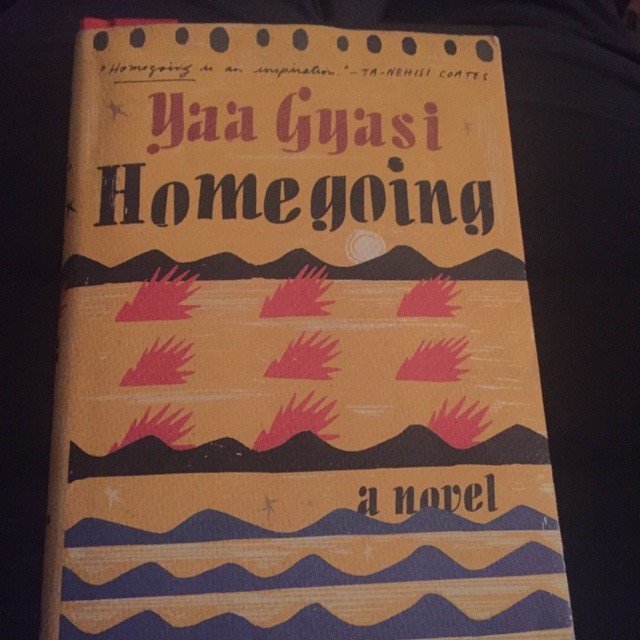 "Homegoing is an inspiration." — TA-NEHISI COATES
Yaa Gyasi
Homegoing
a novel